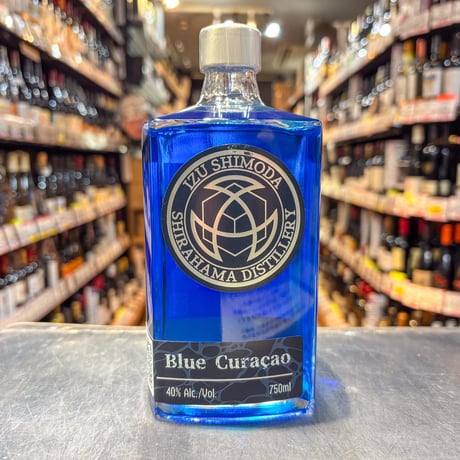 IZU SHIMODA
SHIRAHAMA DISTILLERY
Blue Curaçao
40% Alc./Vol. 750ml